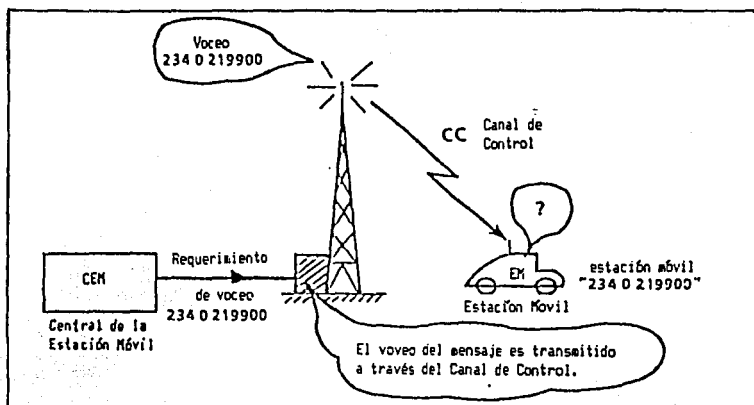 Voceo
234 0 219900
CC
Canal de
Control
?
CEM
Requerimiento
de voceo
234 0 219900
Central de la
Estación Móvil
EM
Estación Movil
estación móvil
"234 0 219900"
El voveo del mensaje es transmitido
a través del Canal de Control.